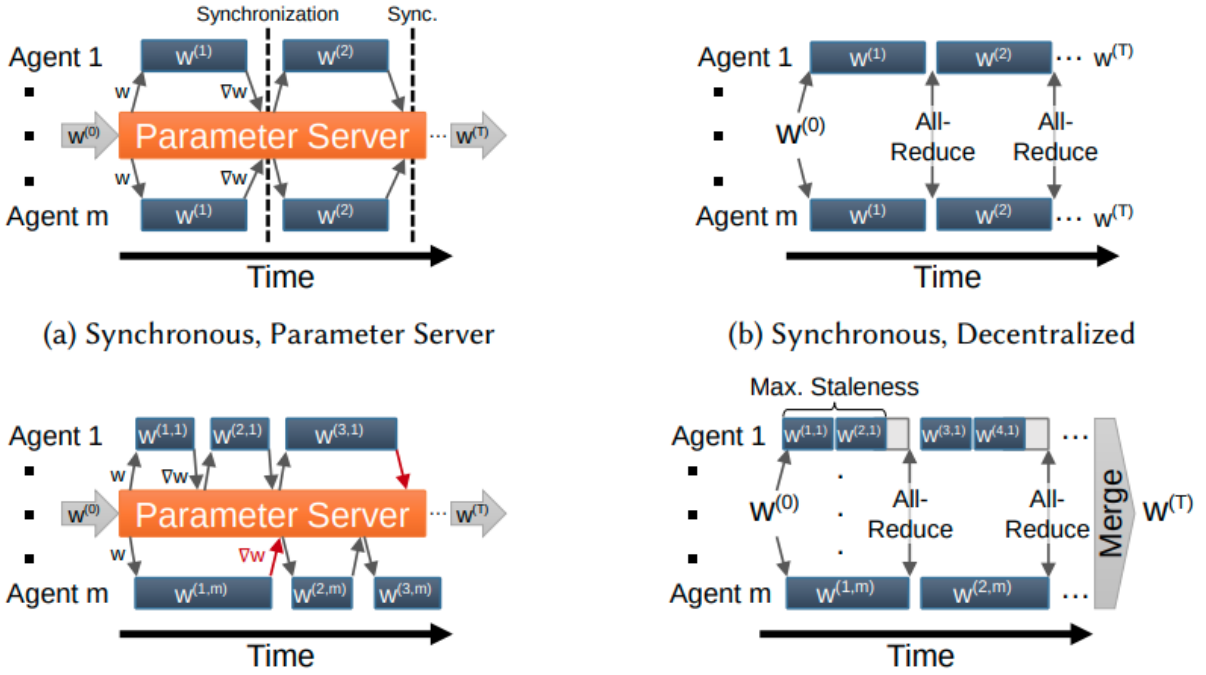 Synchronization Sync.
Agent 1 w⁽¹⁾ w⁽²⁾
w ∇w
w⁽⁰⁾ Parameter Server ... w⁽ᵀ⁾
w ∇w
Agent m w⁽¹⁾ w⁽²⁾
Time
(a) Synchronous, Parameter Server
Agent 1 w⁽¹⁾ w⁽²⁾ ... w⁽ᵀ⁾
w⁽⁰⁾ All-Reduce All-Reduce
Agent m w⁽¹⁾ w⁽²⁾ ... w⁽ᵀ⁾
Time
(b) Synchronous, Decentralized
Agent 1 w⁽¹,¹⁾ w⁽²,¹⁾ w⁽³,¹⁾
w ∇w
w⁽⁰⁾ Parameter Server ... w⁽ᵀ⁾
w ∇w
Agent m w⁽¹,ᵐ⁾ w⁽²,ᵐ⁾ w⁽³,ᵐ⁾
Time
Max. Staleness
Agent 1 w⁽¹,¹⁾ w⁽²,¹⁾ w⁽³,¹⁾ w⁽⁴,¹⁾ ...
w⁽⁰⁾ All-Reduce All-Reduce Merge w⁽ᵀ⁾
Agent m w⁽¹,ᵐ⁾ w⁽²,ᵐ⁾ ...
Time